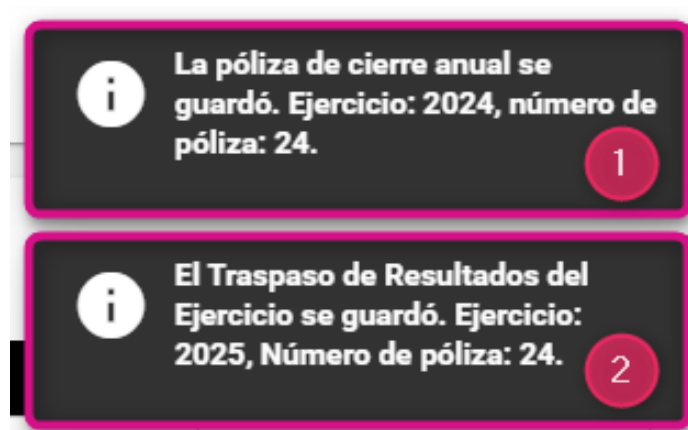 La póliza de cierre anual se
guardó. Ejercicio: 2024, número de
póliza: 24.
1
El Traspaso de Resultados del
Ejercicio se guardó. Ejercicio:
2025, Número de póliza: 24.
2